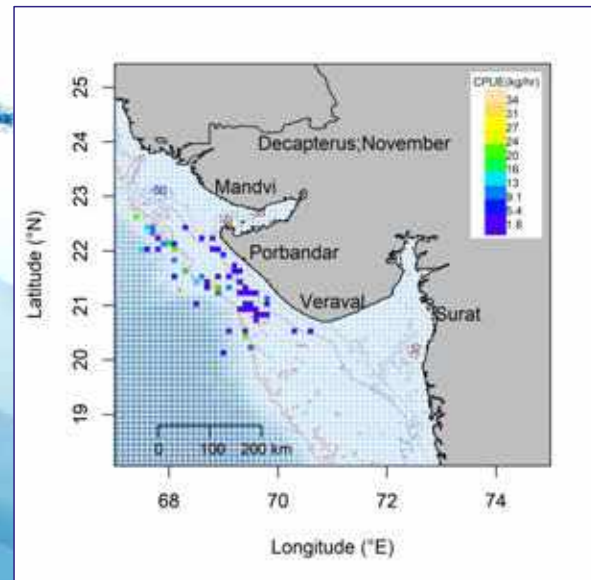 CPUE(kg/hr)
34
31
27
24
20
16
13
9.1
5.4
1.8
Decapterus;November
Mandvi
Porbandar
Veraval
Surat
-50
Latitude (°N)
25
24
23
22
21
20
19
0 100 200 km
68 70 72 74
Longitude (°E)